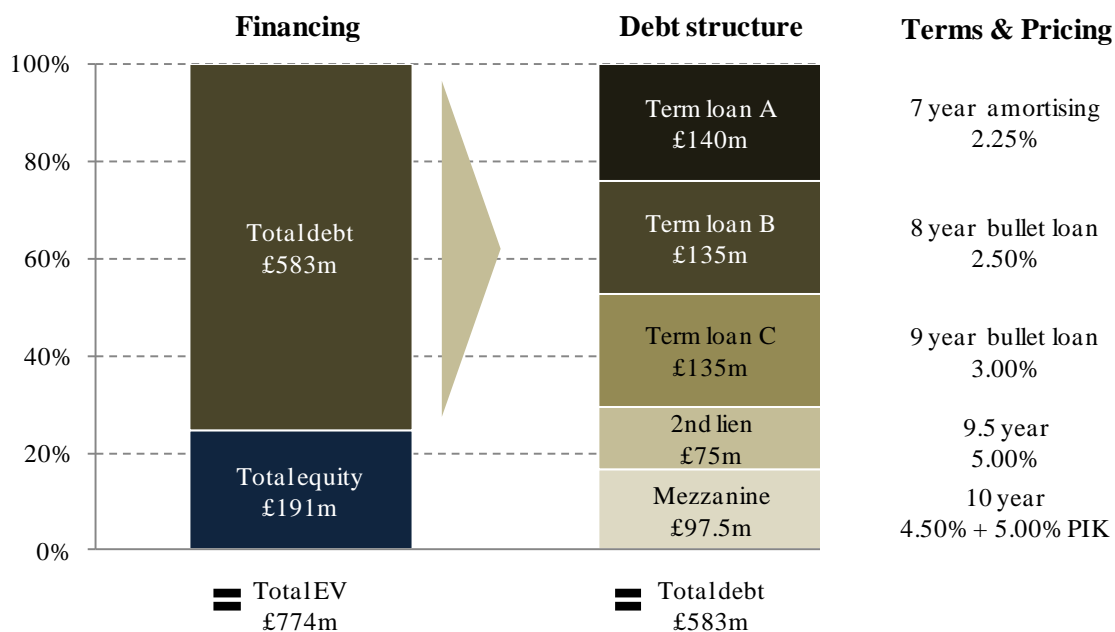 Financing
Debt structure
Terms & Pricing
100%
80%
60%
40%
20%
0%
Total debt
£583m
Total equity
£191m
Total EV
£774m
Term loan A
£140m
Term loan B
£135m
Term loan C
£135m
2nd lien
£75m
Mezzanine
£97.5m
Total debt
£583m
7 year amortising
2.25%
8 year bullet loan
2.50%
9 year bullet loan
3.00%
9.5 year
5.00%
10 year
4.50% + 5.00% PIK